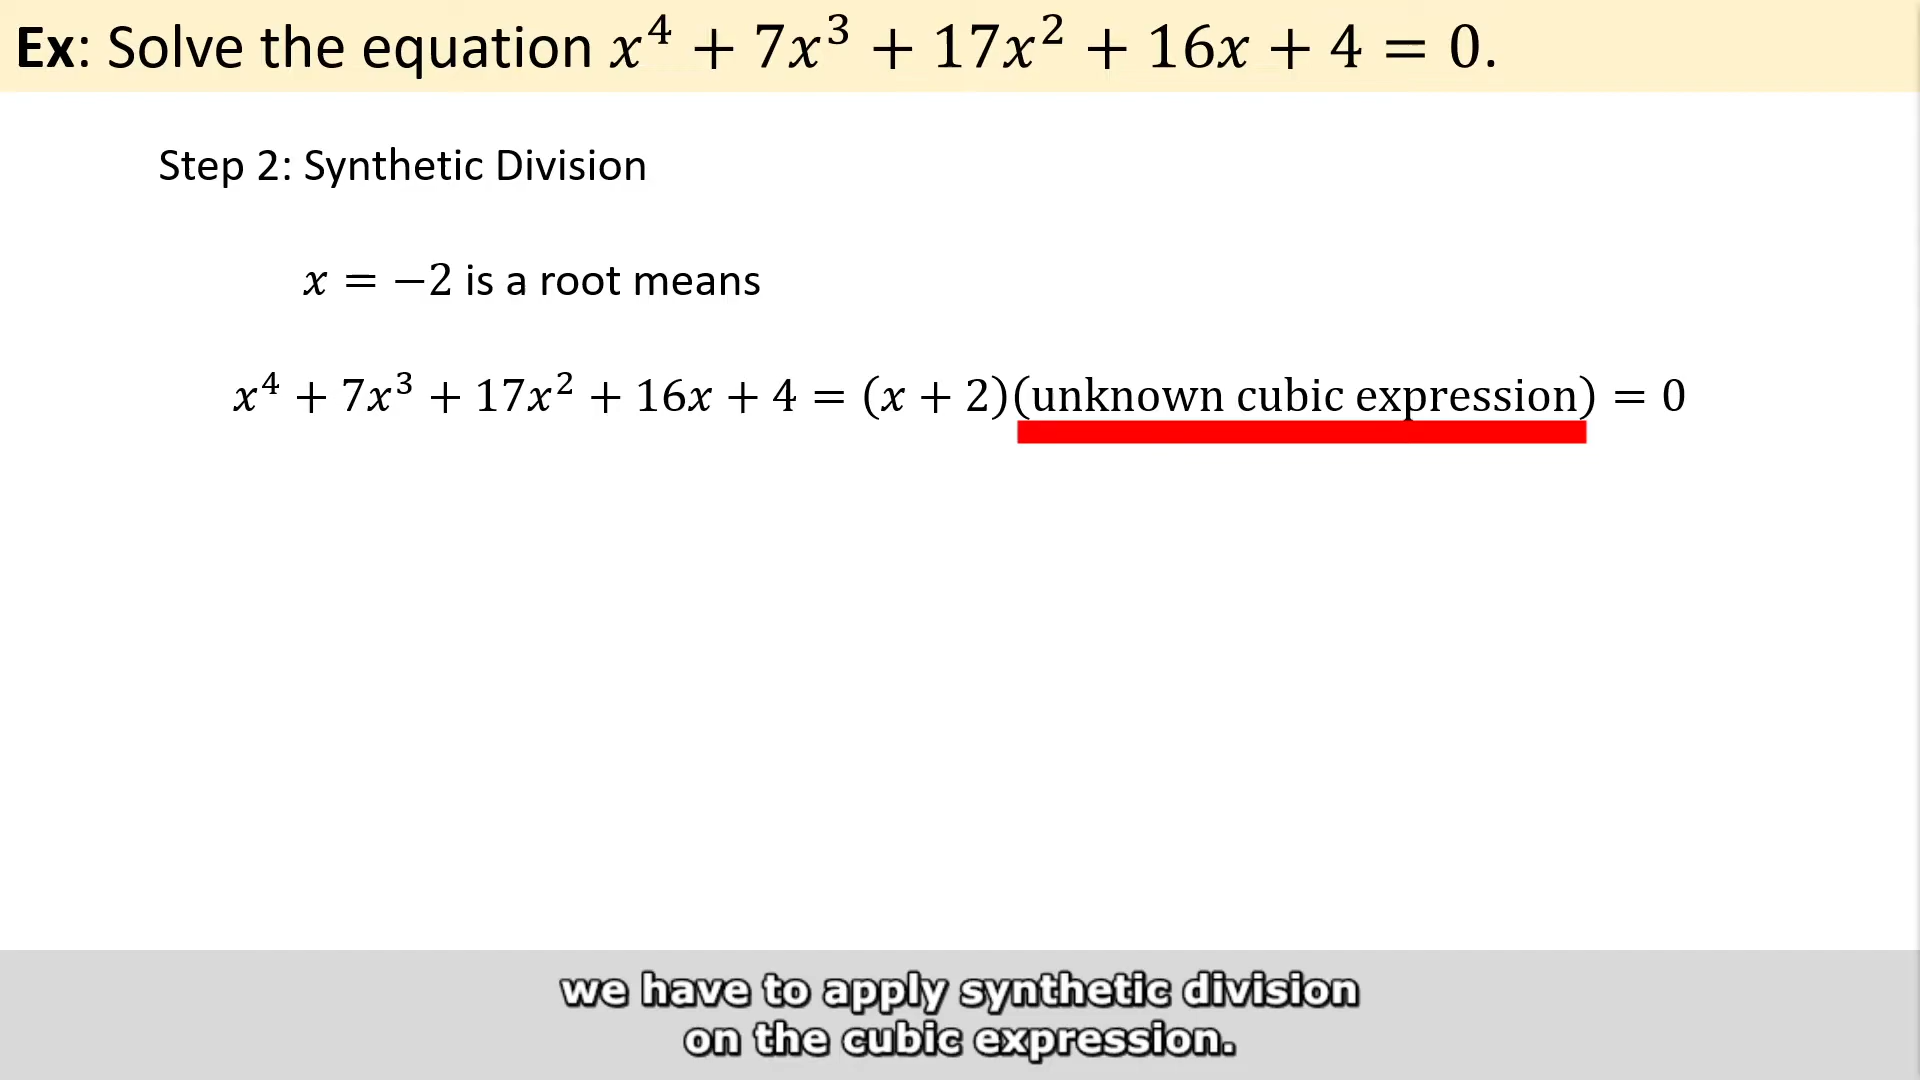 Ex: Solve the equation x⁴ + 7x³ + 17x² + 16x + 4 = 0.
Step 2: Synthetic Division
x = −2 is a root means
x⁴ + 7x³ + 17x² + 16x + 4 = (x + 2)(unknown cubic expression) = 0
we have to apply synthetic division
on the cubic expression.